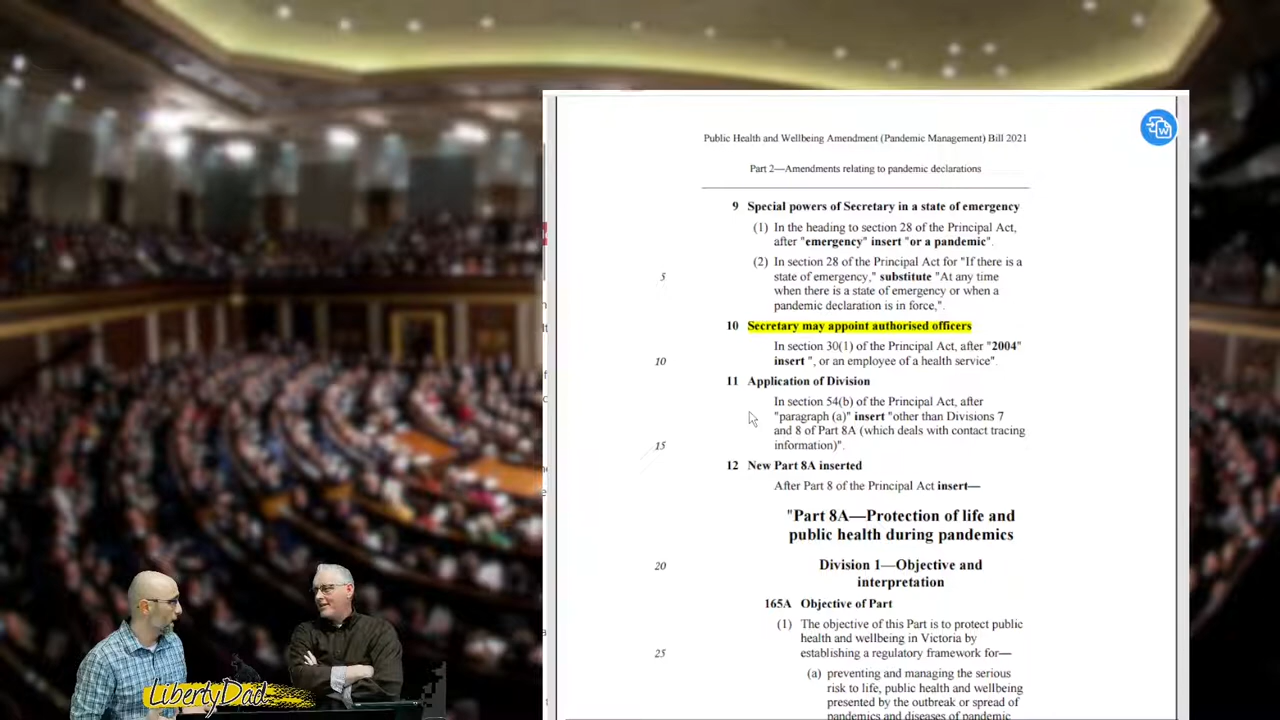 Public Health and Wellbeing Amendment (Pandemic Management) Bill 2021
Part 2—Amendments relating to pandemic declarations
9 Special powers of Secretary in a state of emergency
(1) In the heading to section 28 of the Principal Act,
after "emergency" insert "or a pandemic".
(2) In section 28 of the Principal Act for "If there is a
5 state of emergency," substitute "At any time
when there is a state of emergency or when a
pandemic declaration is in force,".
10 Secretary may appoint authorised officers
In section 30(1) of the Principal Act, after "2004"
10 insert ", or an employee of a health service".
11 Application of Division
In section 54(b) of the Principal Act, after
"paragraph (a)" insert "other than Divisions 7
and 8 of Part 8A (which deals with contact tracing
15 information)".
12 New Part 8A inserted
After Part 8 of the Principal Act insert—
"Part 8A—Protection of life and
public health during pandemics
20 Division 1—Objective and
interpretation
165A Objective of Part
(1) The objective of this Part is to protect public
health and wellbeing in Victoria by
25 establishing a regulatory framework for—
(a) preventing and managing the serious
risk to life, public health and wellbeing
presented by the outbreak or spread of
pandemics and diseases of pandemic
LibertyDad